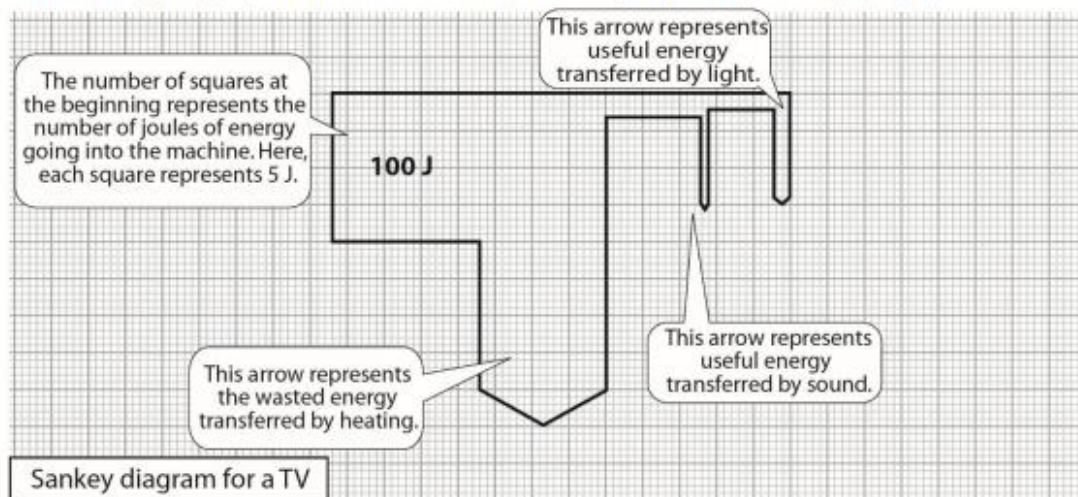 The number of squares at
the beginning represents the
number of joules of energy
going into the machine. Here,
each square represents 5 J.
This arrow represents
useful energy
transferred by light.
100 J
This arrow represents
the wasted energy
transferred by heating.
This arrow represents
useful energy
transferred by sound.
Sankey diagram for a TV